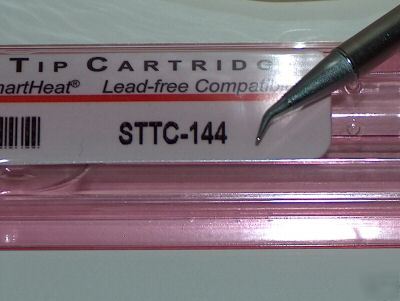 TIP CARTRIDG
martHeat® Lead-free Compatib
STTC-144